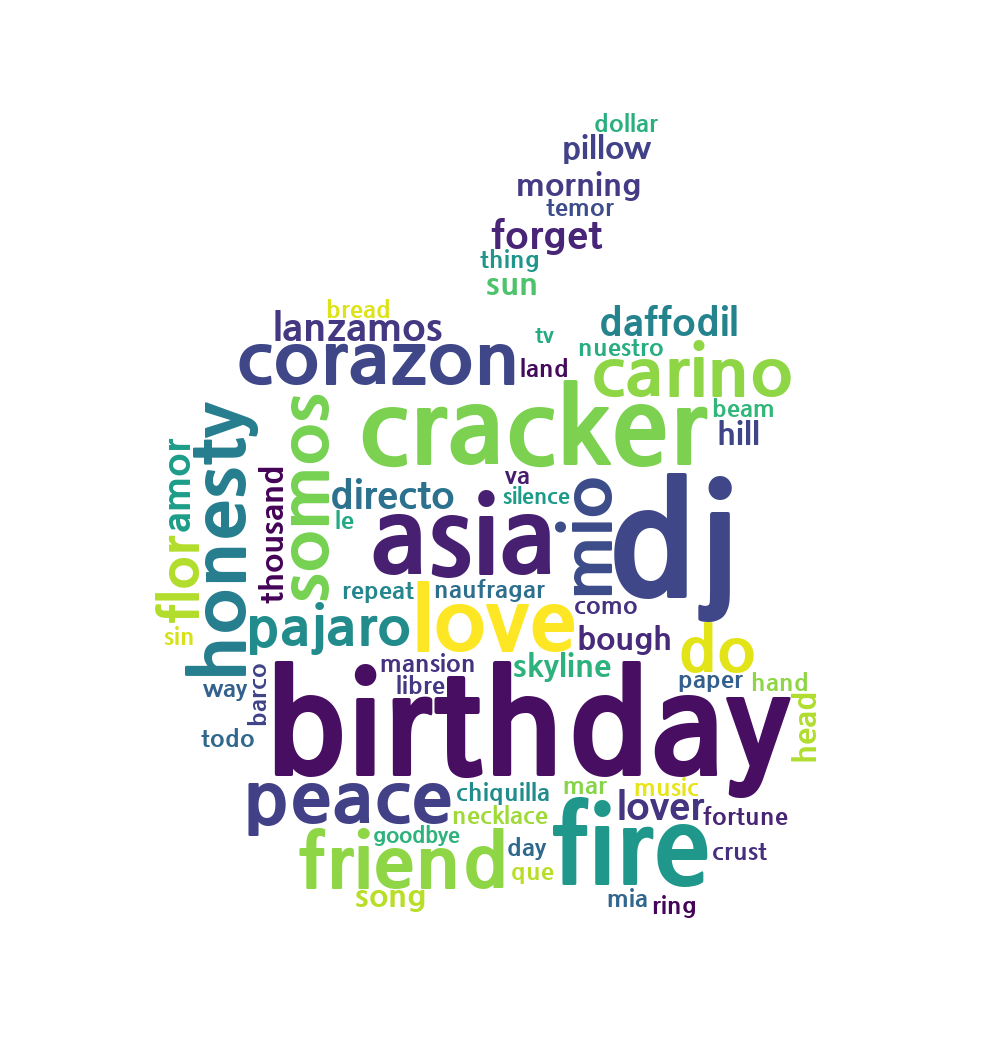 dollar
pillow
morning
temor
forget
thing
sun
bread
lanzamos
daffodil
tv
nuestro
corazon
land
carino
cracker
beam
hill
honesty
amor
somos
thousand
directo
va
silence
le
asia
mio
dj
flor
sin
repeat
naufragar
como
pajaro
love
bough
do
mansion
skyline
libre
paper
hand
way
barco
todo
birthday
head
peace
chiquilla
mar
music
necklace
lover
fortune
goodbye
friend
day
fire
crust
que
song
mia
ring